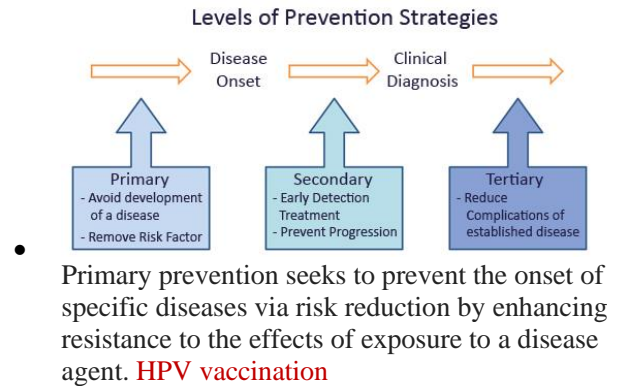 Levels of Prevention Strategies
Disease
Onset
Clinical
Diagnosis
Primary
- Avoid development
of a disease
- Remove Risk Factor
Secondary
- Early Detection
Treatment
- Prevent Progression
Tertiary
- Reduce
Complications of
established disease
•
Primary prevention seeks to prevent the onset of
specific diseases via risk reduction by enhancing
resistance to the effects of exposure to a disease
agent. HPV vaccination